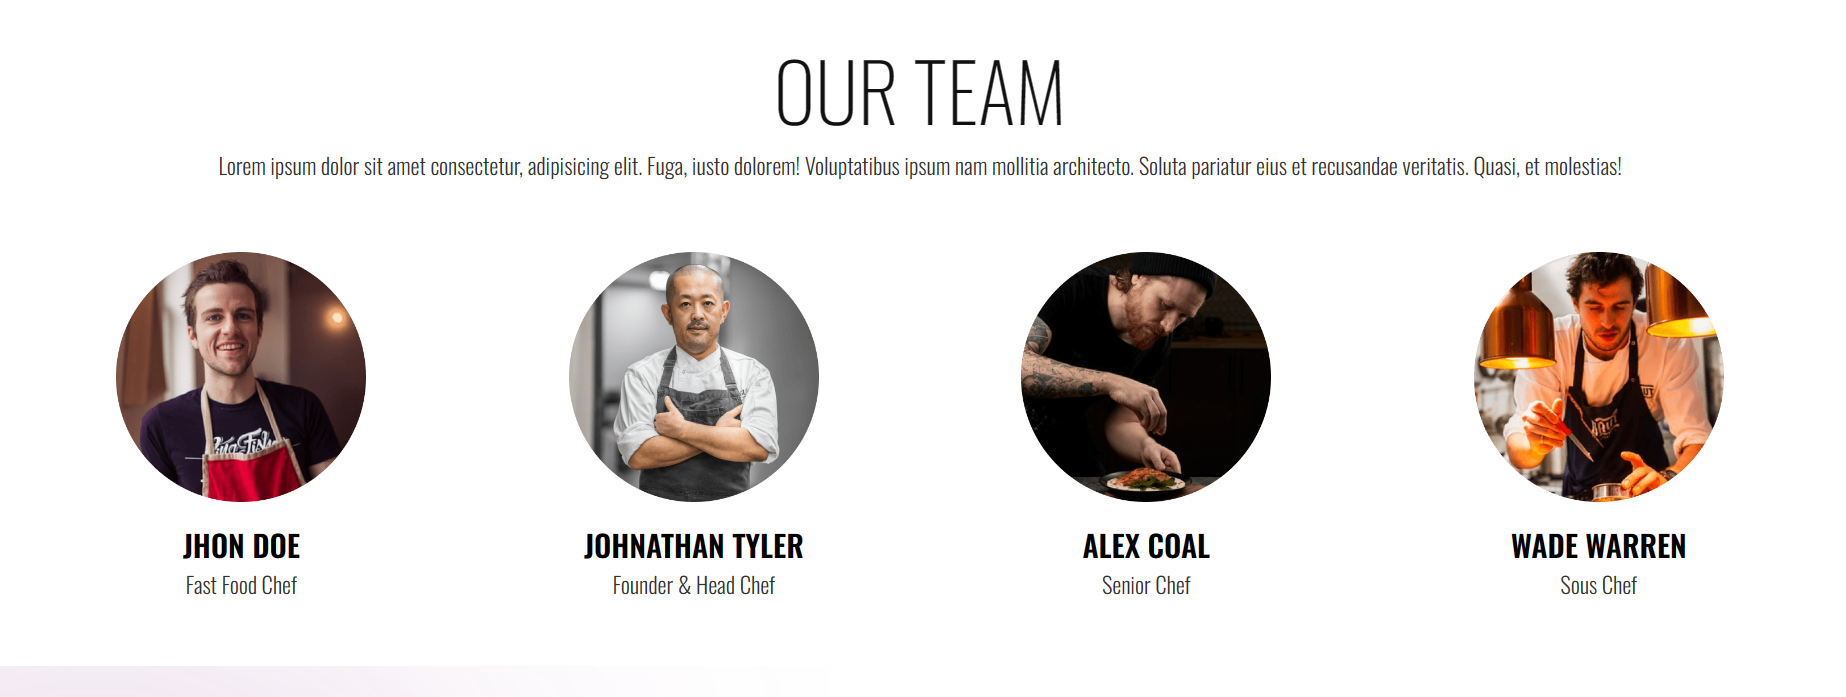 OUR TEAM
Lorem ipsum dolor sit amet consectetur, adipisicing elit. Fuga, iusto dolorem! Voluptatibus ipsum nam mollitia architecto. Soluta pariatur eius et recusandae veritatis. Quasi, et molestias!
JHON DOE
Fast Food Chef
JOHNATHAN TYLER
Founder & Head Chef
ALEX COAL
Senior Chef
WADE WARREN
Sous Chef